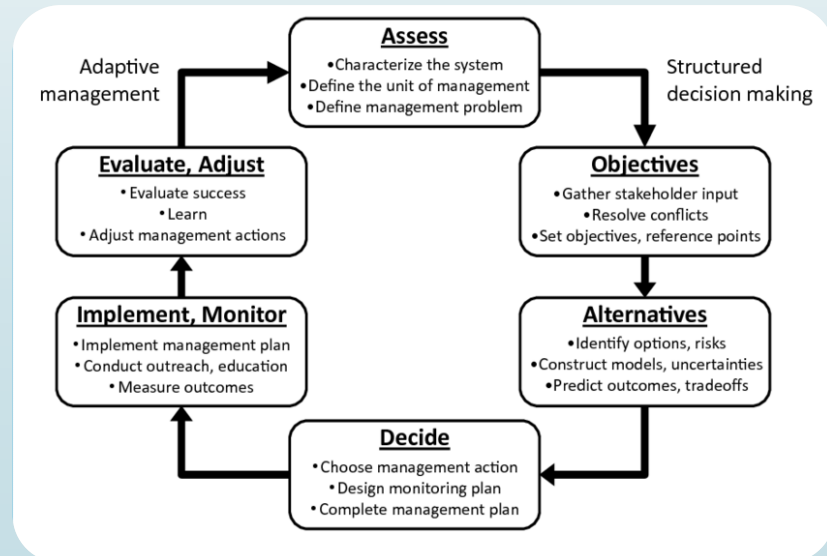 Assess
•Characterize the system
•Define the unit of management
•Define management problem
Adaptive
management
Structured
decision making
Objectives
•Gather stakeholder input
•Resolve conflicts
•Set objectives, reference points
Alternatives
•Identify options, risks
•Construct models, uncertainties
•Predict outcomes, tradeoffs
Decide
• Choose management action
• Design monitoring plan
• Complete management plan
Implement, Monitor
• Implement management plan
• Conduct outreach, education
• Measure outcomes
Evaluate, Adjust
• Evaluate success
• Learn
• Adjust management actions